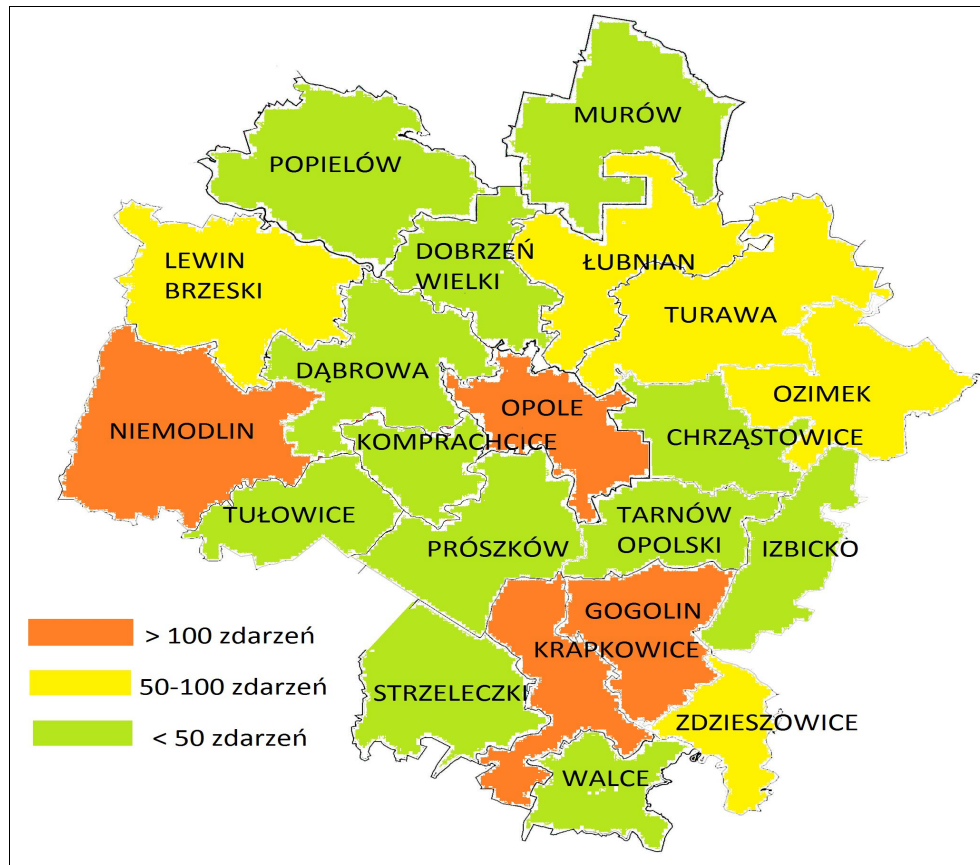 MURÓW
POPIELÓW
DOBRZEŃ
WIELKI
LEWIN
BRZESKI
ŁUBNIAN
TURAWA
DĄBROWA
OPOLE
OZIMEK
NIEMODLIN
KOMPRACHCICE
CHRZĄSTOWICE
TUŁOWICE
PRÓSZKÓW
TARNÓW
OPOLSKI
IZBICKO
GOGOLIN
KRAPKOWICE
STRZELECZKI
ZDZIESZOWICE
WALCE
> 100 zdarzeń
50-100 zdarzeń
< 50 zdarzeń